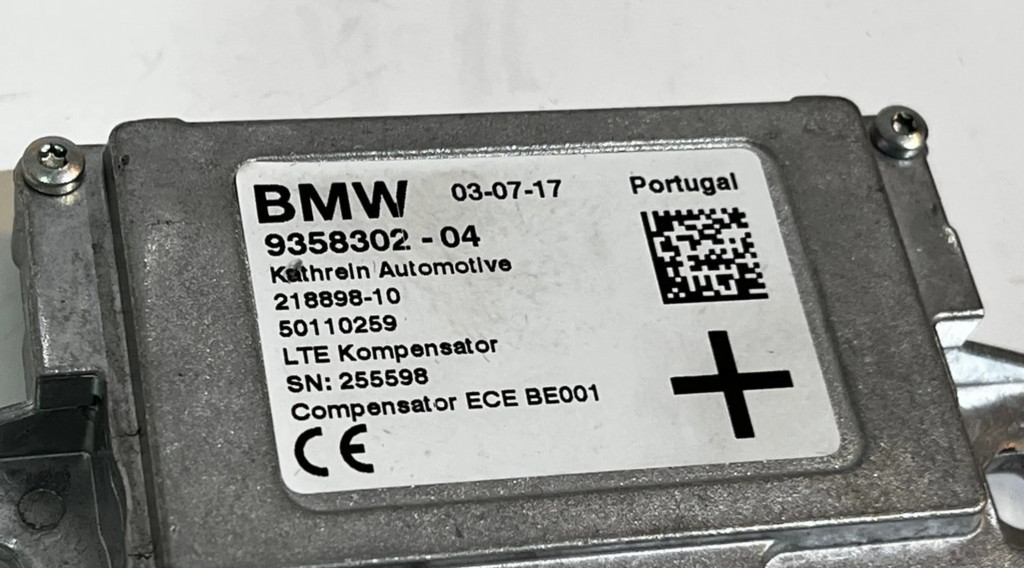 BMW 03-07-17 Portugal
9358302 - 04
Kathrein Automotive
218898-10
50110259
LTE Kompensator
SN: 255598
Compensator ECE BE001
CE